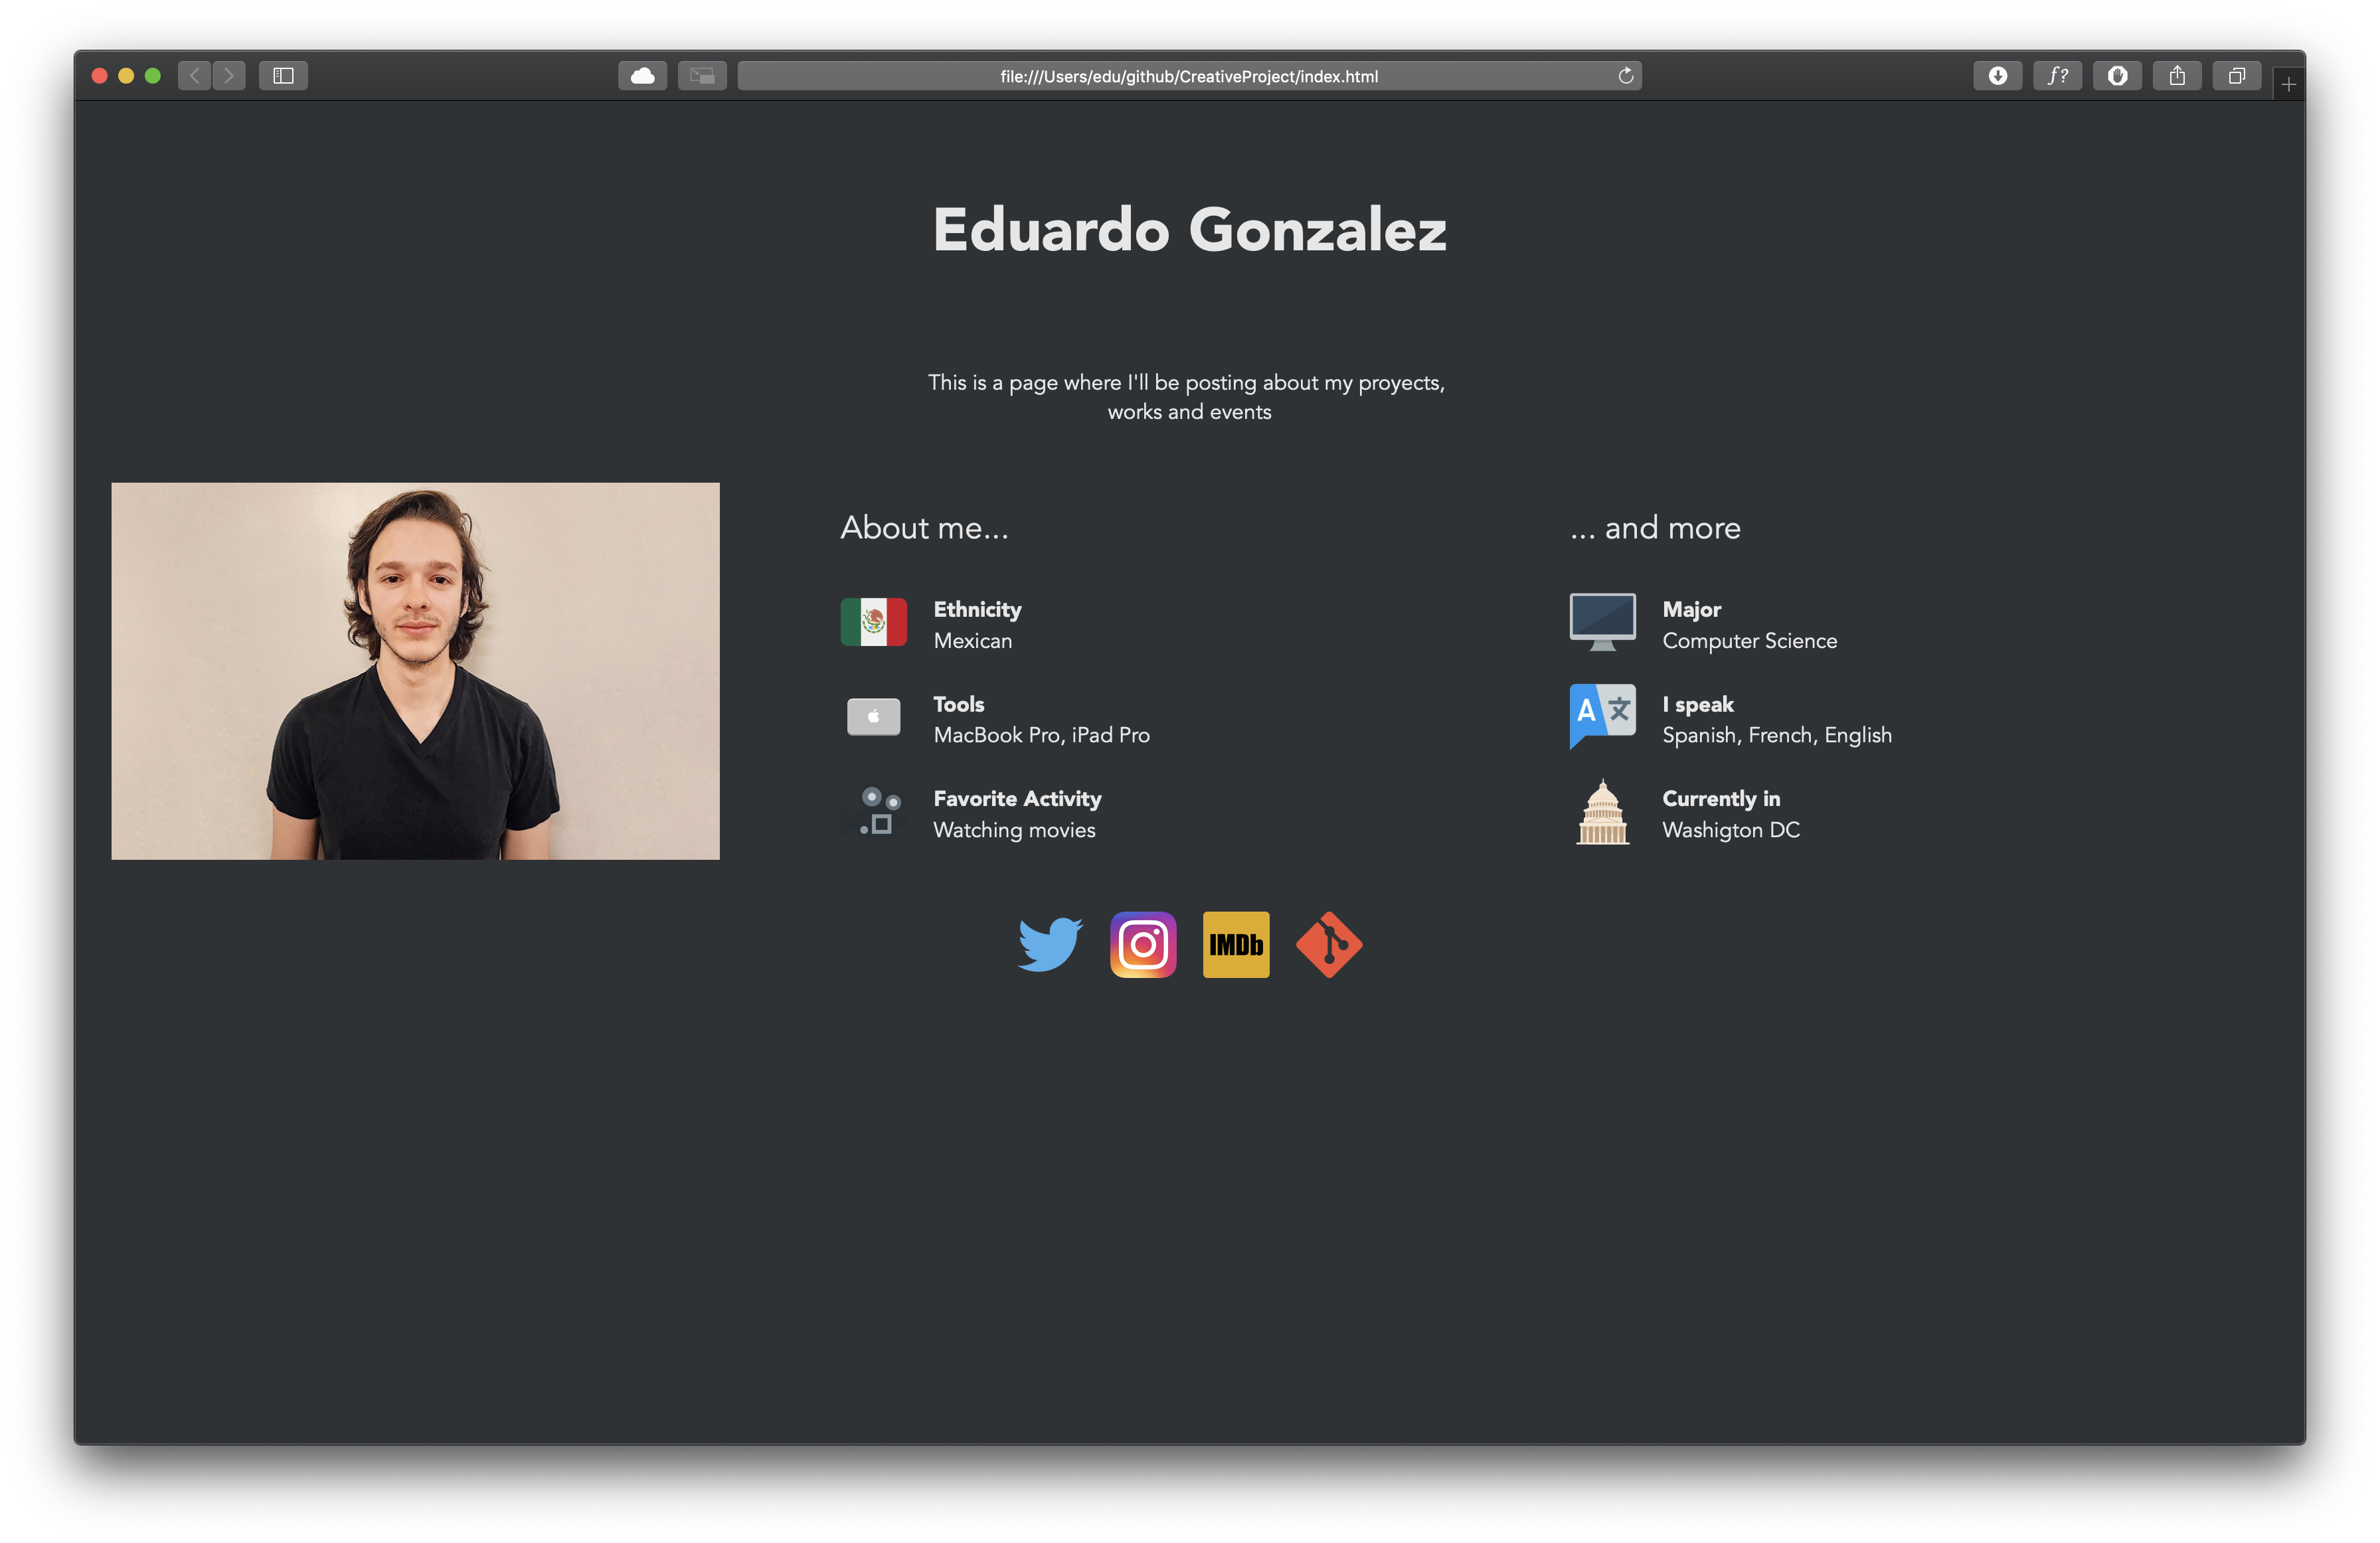 file:///Users/edu/github/CreativeProject/index.html
ƒ?
Eduardo Gonzalez
This is a page where I'll be posting about my proyects,
works and events
About me...
Ethnicity
Mexican
Tools
MacBook Pro, iPad Pro
Favorite Activity
Watching movies
... and more
Major
Computer Science
A 文
I speak
Spanish, French, English
Currently in
Washigton DC
IMDb